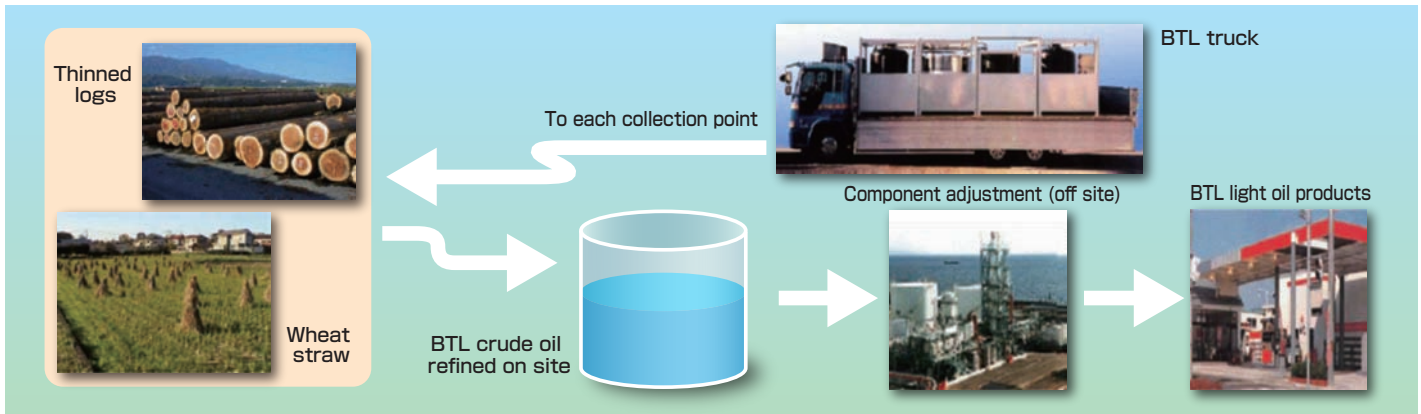 Thinned
logs
To each collection point
BTL truck
Component adjustment (off site)
BTL light oil products
Wheat
straw
BTL crude oil
refined on site